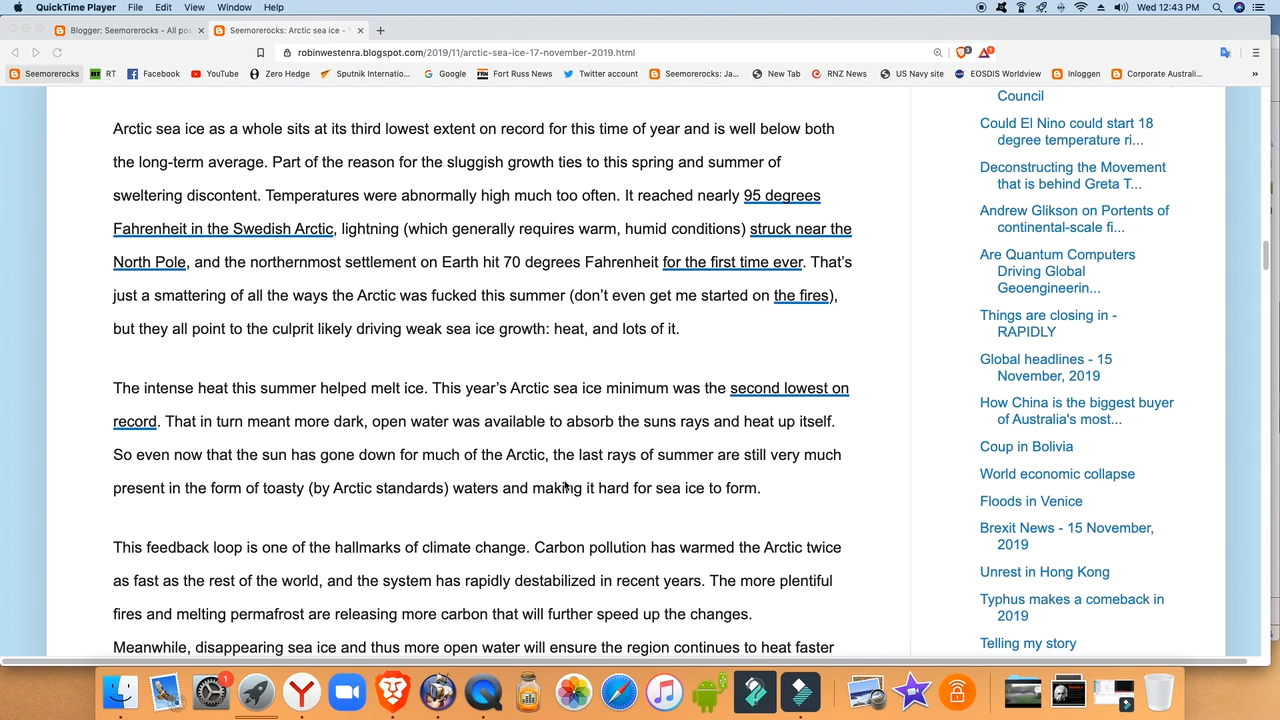 QuickTime Player File Edit View Window Help Wed 12:43 PM
Blogger: Seemorerocks - All pos Seemorerocks: Arctic sea ice -
robinwestenra.blogspot.com/2019/11/arctic-sea-ice-17-november-2019.html
Seemorerocks RT Facebook YouTube Zero Hedge Sputnik Internatio... Google Fort Russ News Twitter account Seemorerocks: Ja... New Tab RNZ News US Navy site EOSDIS Worldview Inloggen Corporate Australi...
Arctic sea ice as a whole sits at its third lowest extent on record for this time of year and is well below both
the long-term average. Part of the reason for the sluggish growth ties to this spring and summer of
sweltering discontent. Temperatures were abnormally high much too often. It reached nearly 95 degrees
Fahrenheit in the Swedish Arctic, lightning (which generally requires warm, humid conditions) struck near the
North Pole, and the northernmost settlement on Earth hit 70 degrees Fahrenheit for the first time ever. That's
just a smattering of all the ways the Arctic was fucked this summer (don't even get me started on the fires),
but they all point to the culprit likely driving weak sea ice growth: heat, and lots of it.
The intense heat this summer helped melt ice. This year's Arctic sea ice minimum was the second lowest on
record. That in turn meant more dark, open water was available to absorb the suns rays and heat up itself.
So even now that the sun has gone down for much of the Arctic, the last rays of summer are still very much
present in the form of toasty (by Arctic standards) waters and making it hard for sea ice to form.
This feedback loop is one of the hallmarks of climate change. Carbon pollution has warmed the Arctic twice
as fast as the rest of the world, and the system has rapidly destabilized in recent years. The more plentiful
fires and melting permafrost are releasing more carbon that will further speed up the changes.
Meanwhile, disappearing sea ice and thus more open water will ensure the region continues to heat faster
Council
Could El Nino could start 18
degree temperature ri...
Deconstructing the Movement
that is behind Greta T...
Andrew Glikson on Portents of
continental-scale fi...
Are Quantum Computers
Driving Global
Geoengineerin...
Things are closing in -
RAPIDLY
Global headlines - 15
November, 2019
How China is the biggest buyer
of Australia's most...
Coup in Bolivia
World economic collapse
Floods in Venice
Brexit News - 15 November,
2019
Unrest in Hong Kong
Typhus makes a comeback in
2019
Telling my story